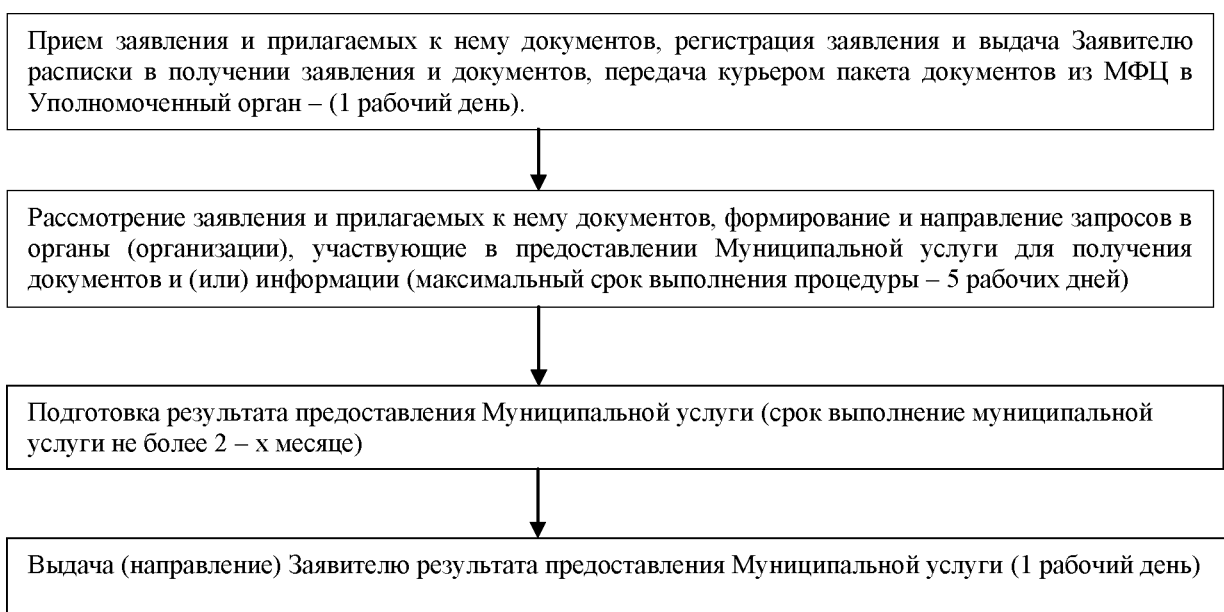 Прием заявления и прилагаемых к нему документов, регистрация заявления и выдача Заявителю
расписки в получении заявления и документов, передача курьером пакета документов из МФЦ в
Уполномоченный орган – (1 рабочий день).
Рассмотрение заявления и прилагаемых к нему документов, формирование и направление запросов в
органы (организации), участвующие в предоставлении Муниципальной услуги для получения
документов и (или) информации (максимальный срок выполнения процедуры – 5 рабочих дней)
Подготовка результата предоставления Муниципальной услуги (срок выполнение муниципальной
услуги не более 2 – х месяце)
Выдача (направление) Заявителю результата предоставления Муниципальной услуги (1 рабочий день)